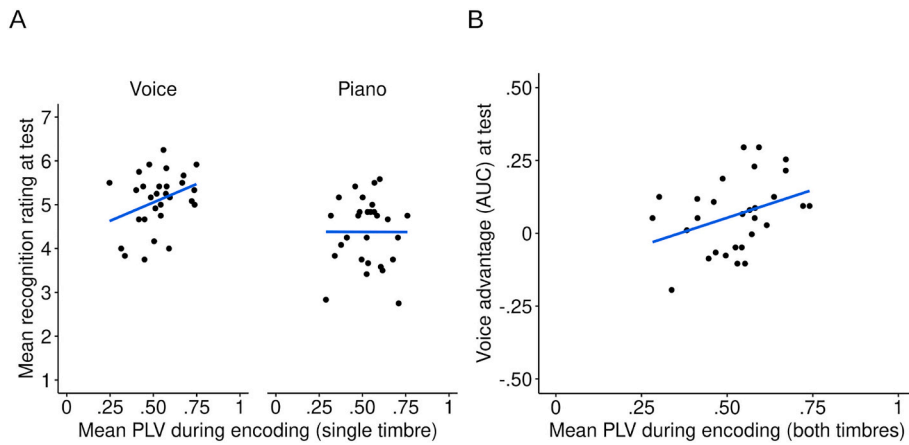 A
B
Voice
Piano
Mean recognition rating at test
7
6
5
4
3
2
1
0 .25 .50 .75 1
0 .25 .50 .75 1
Mean PLV during encoding (single timbre)
Voice advantage (AUC) at test
.50
.25
0
-.25
-.50
0 .25 .50 .75 1
Mean PLV during encoding (both timbres)